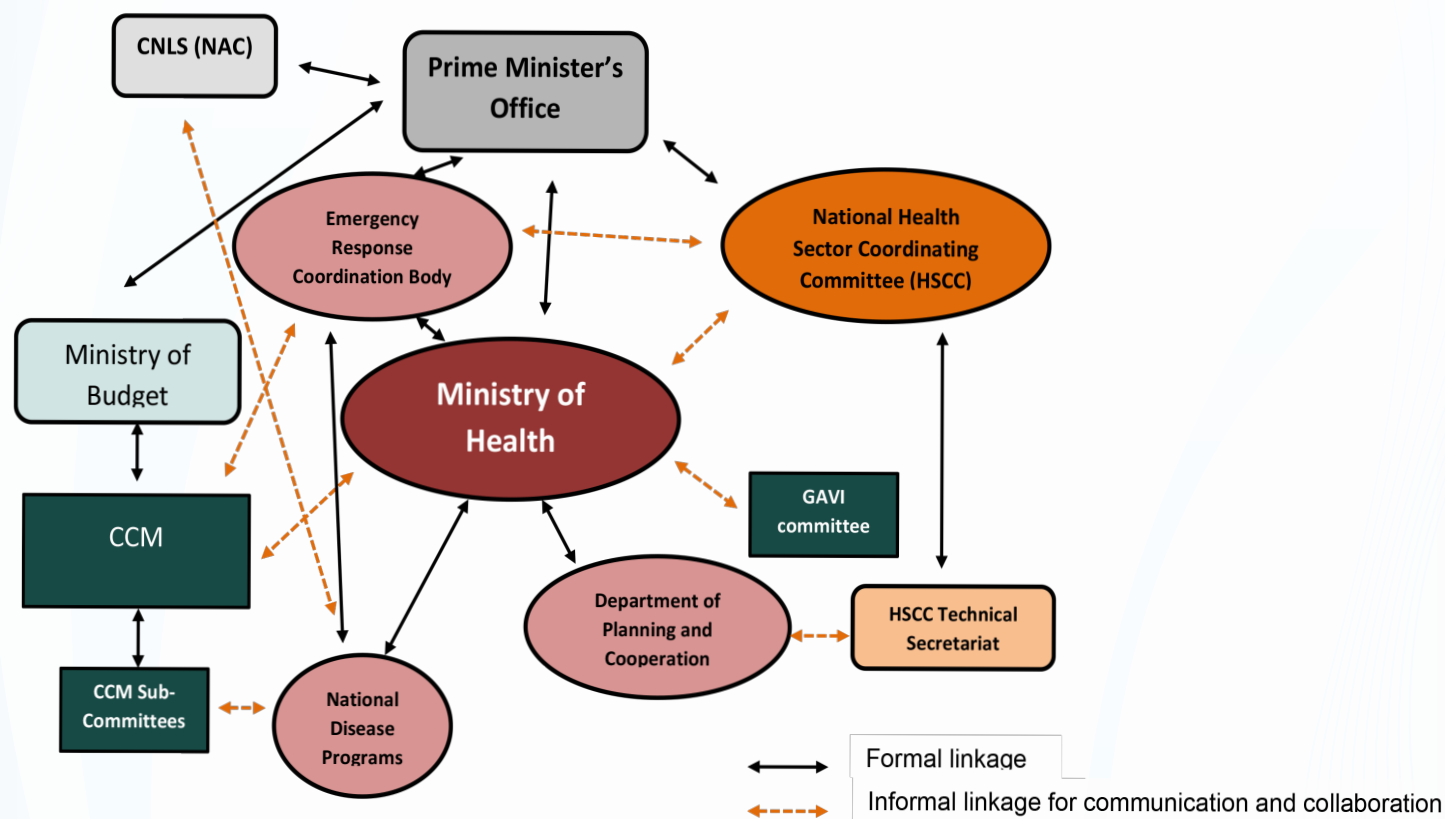 CNLS (NAC)
Prime Minister’s
Office
Emergency
Response
Coordination Body
National Health
Sector Coordinating
Committee (HSCC)
Ministry of
Budget
Ministry of
Health
CCM
GAVI
committee
Department of
Planning and
Cooperation
HSCC Technical
Secretariat
CCM Sub-
Committees
National
Disease
Programs
Formal linkage
Informal linkage for communication and collaboration